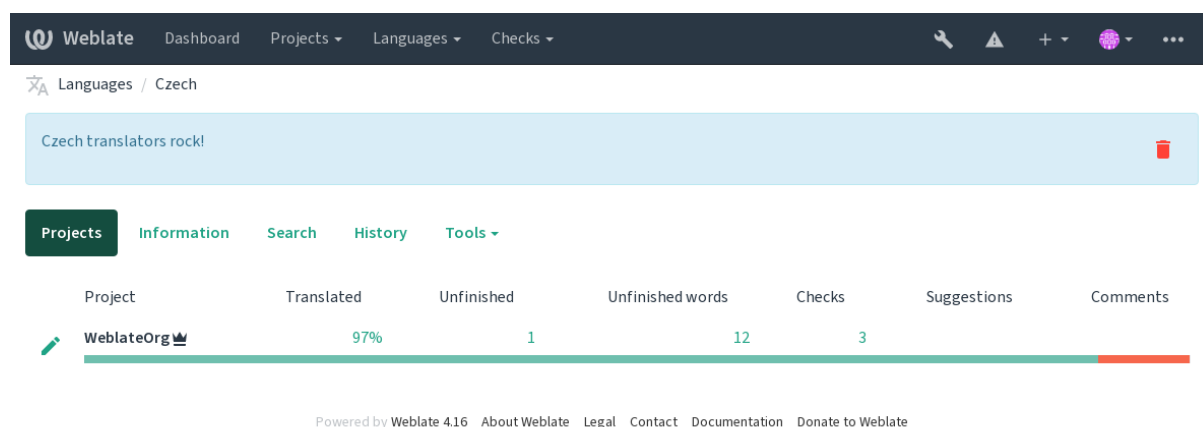 Weblate Dashboard Projects Languages Checks
Languages / Czech
Czech translators rock!
Projects Information Search History Tools
Project Translated Unfinished Unfinished words Checks Suggestions Comments
WeblateOrg 97% 1 12 3
Powered by Weblate 4.16 About Weblate Legal Contact Documentation Donate to Weblate